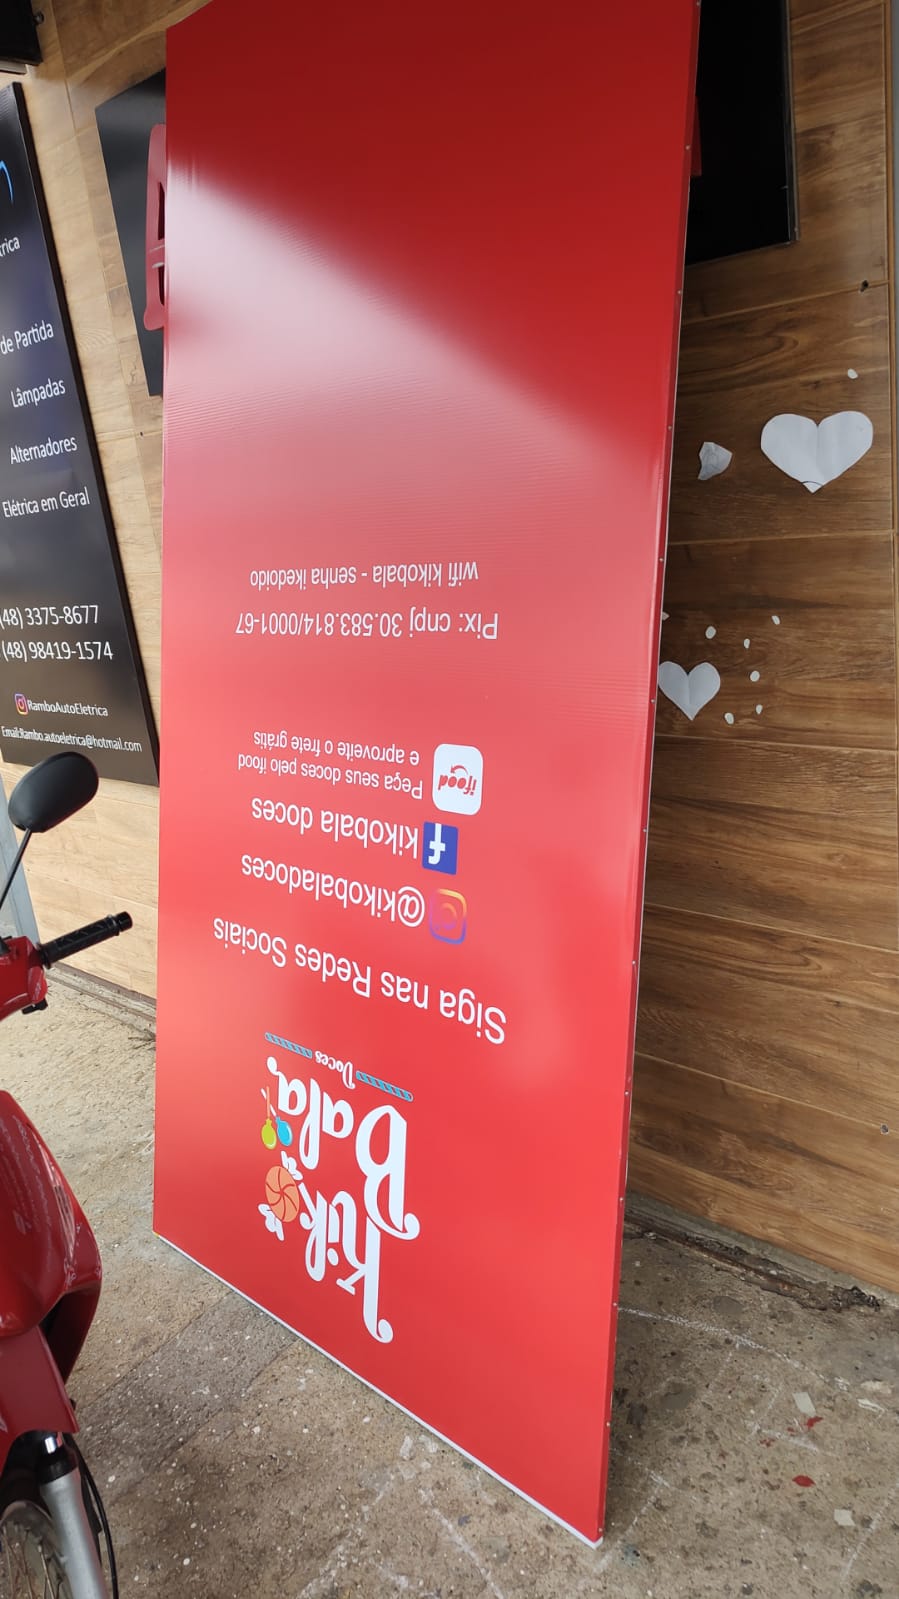 Kiko
Bala
Doces
Siga nas Redes Sociais
@kikobaladoces
f kikobala doces
ifood
Peça seus doces pelo ifood
e aproveite o frete grátis
Pix: cnpj 30.583.814/0001-67
wifi kikobala - senha ikedoido
de Partida
Lâmpadas
Alternadores
Elétrica em Geral
(48) 3375-8677
(48) 98419-1574
RamboAutoEletrica
Email:Rambo.autoeletrica@hotmail.com